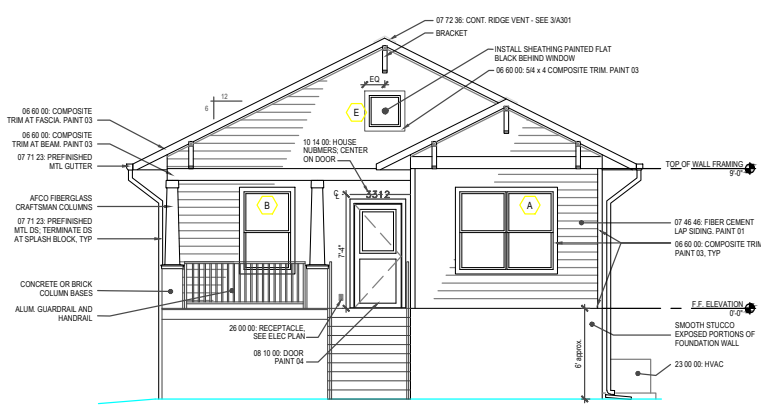 07 72 36: CONT. RIDGE VENT - SEE 3/A301
BRACKET
INSTALL SHEATHING PAINTED FLAT
BLACK BEHIND WINDOW
06 60 00: 5/4 x 4 COMPOSITE TRIM. PAINT 03
EQ
12
6
E
06 60 00: COMPOSITE
TRIM AT FASCIA. PAINT 03
06 60 00: COMPOSITE
TRIM AT BEAM. PAINT 03
07 71 23: PREFINISHED
MTL GUTTER
10 14 00: HOUSE
NUBMERS; CENTER
ON DOOR
TOP OF WALL FRAMING
9'-0"
AFCO FIBERGLASS
CRAFTSMAN COLUMNS
07 71 23: PREFINISHED
MTL DS; TERMINATE DS
AT SPLASH BLOCK, TYP
B
3312
A
7'-4"
07 46 46: FIBER CEMENT
LAP SIDING. PAINT 01
06 60 00: COMPOSITE TRIM
PAINT 03, TYP
CONCRETE OR BRICK
COLUMN BASES
ALUM. GUARDRAIL AND
HANDRAIL
F.F. ELEVATION
0'-0"
26 00 00: RECEPTACLE,
SEE ELEC PLAN
08 10 00: DOOR
PAINT 04
6' approx.
SMOOTH STUCCO
EXPOSED PORTIONS OF
FOUNDATION WALL
23 00 00: HVAC